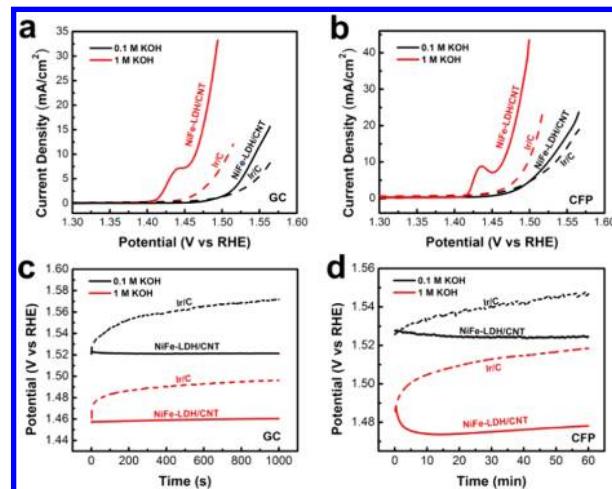 a
35
30
25
20
15
10
5
0
Current Density (mA/cm²)
0.1 M KOH
1 M KOH
NiFe-LDH/CNT
Ir/C
NiFe-LDH/CNT
Ir/C
GC
1.30 1.35 1.40 1.45 1.50 1.55 1.60
Potential (V vs RHE)
b
40
30
20
10
0
Current Density (mA/cm²)
0.1 M KOH
1 M KOH
NiFe-LDH/CNT
Ir/C
NiFe-LDH/CNT
Ir/C
CFP
1.30 1.35 1.40 1.45 1.50 1.55 1.60
Potential (V vs RHE)
c
1.60
1.58
1.56
1.54
1.52
1.50
1.48
1.46
1.44
Potential (V vs RHE)
0.1 M KOH
1 M KOH
Ir/C
NiFe-LDH/CNT
Ir/C
NiFe-LDH/CNT
GC
0 200 400 600 800 1000
Time (s)
d
1.56
1.54
1.52
1.50
1.48
Potential (V vs RHE)
0.1 M KOH
1 M KOH
Ir/C
NiFe-LDH/CNT
Ir/C
NiFe-LDH/CNT
CFP
0 10 20 30 40 50 60
Time (min)